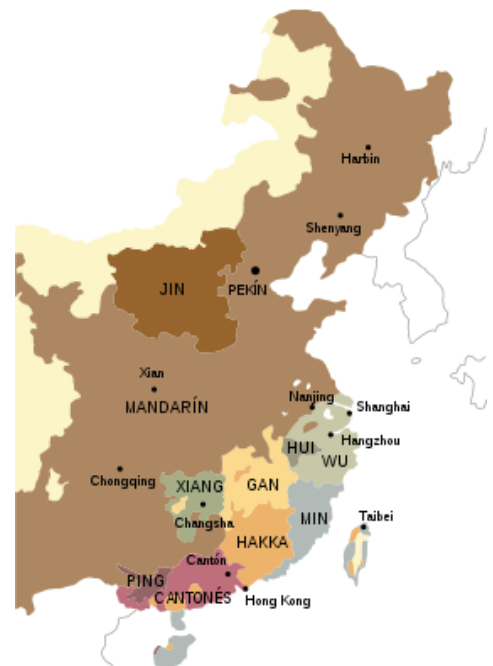 Harbin
Shenyang
PEKÍN
JIN
Xian
MANDARÍN
Nanjing
Shanghai
Hangzhou
HUI
WU
Chongqing
XIANG
GAN
Changsha
MIN
Taibei
HAKKA
Cantón
PING
CANTONÉS
Hong Kong